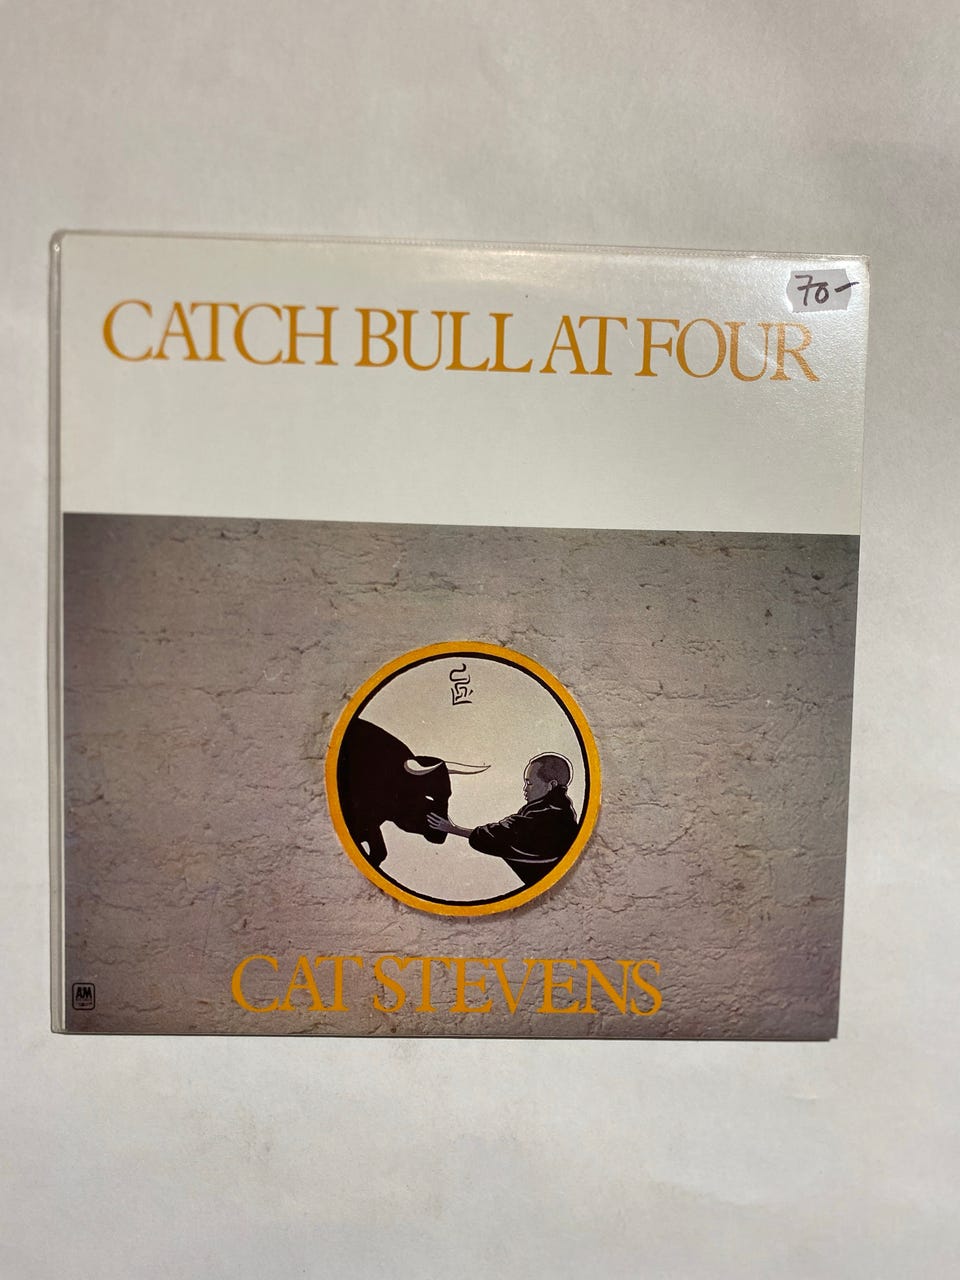 70-
CATCH BULL AT FOUR
CAT STEVENS
A&M